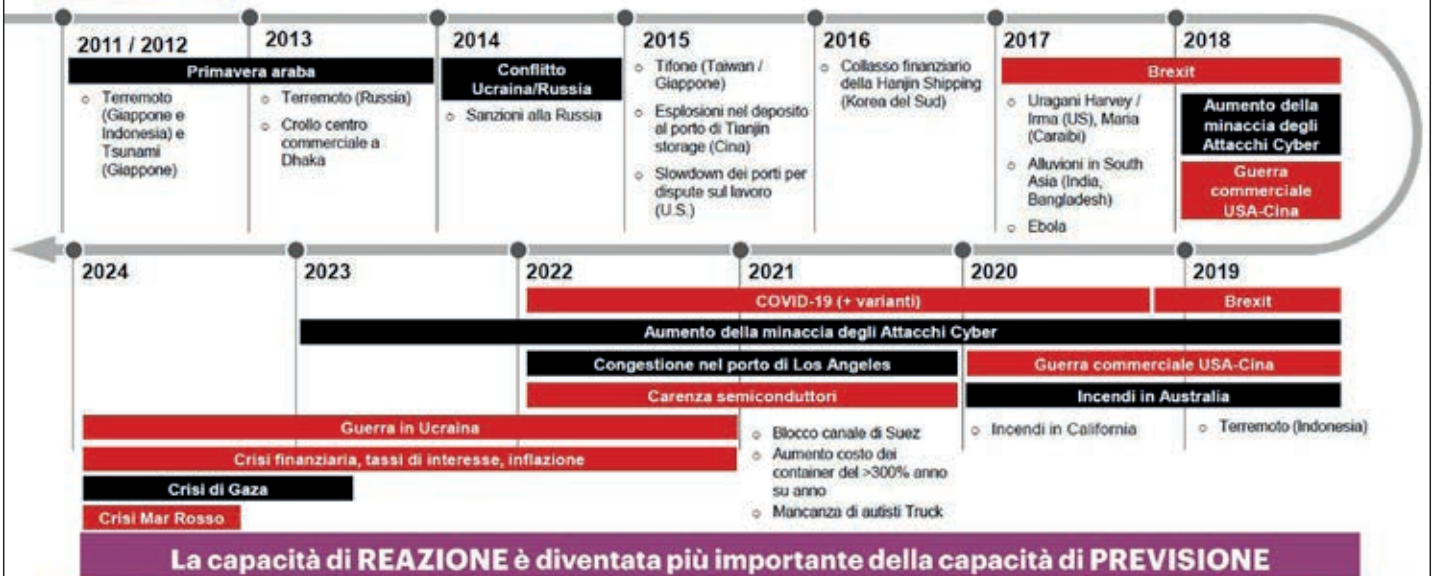 2011 / 2012
2013
2014
2015
2016
2017
2018
Primavera araba
Terremoto
(Giappone e
Indonesia) e
Tsunami
(Giappone)
Terremoto (Russia)
Crollo centro
commerciale a
Dhaka
Conflitto
Ucraina/Russia
Sanzioni alla Russia
Tifone (Taiwan /
Giappone)
Esplosioni nel deposito
al porto di Tianjin
storage (Cina)
Slowdown dei porti per
dispute sul lavoro
(U.S.)
Collasso finanziario
della Hanjin Shipping
(Korea del Sud)
Brexit
Uragani Harvey /
Irma (US), Maria
(Caraibi)
Alluvioni in South
Asia (India,
Bangladesh)
Ebola
Aumento della
minaccia degli
Attacchi Cyber
Guerra
commerciale
USA-Cina
2024
2023
2022
2021
2020
2019
COVID-19 (+ varianti)
Brexit
Aumento della minaccia degli Attacchi Cyber
Congestione nel porto di Los Angeles
Guerra commerciale USA-Cina
Carenza semiconduttori
Incendi in Australia
Guerra in Ucraina
Crisi finanziaria, tassi di interesse, inflazione
Crisi di Gaza
Crisi Mar Rosso
Blocco canale di Suez
Aumento costo dei
container del >300% anno
su anno
Mancanza di autisti Truck
Incendi in California
Terremoto (Indonesia)
La capacità di REAZIONE è diventata più importante della capacità di PREVISIONE